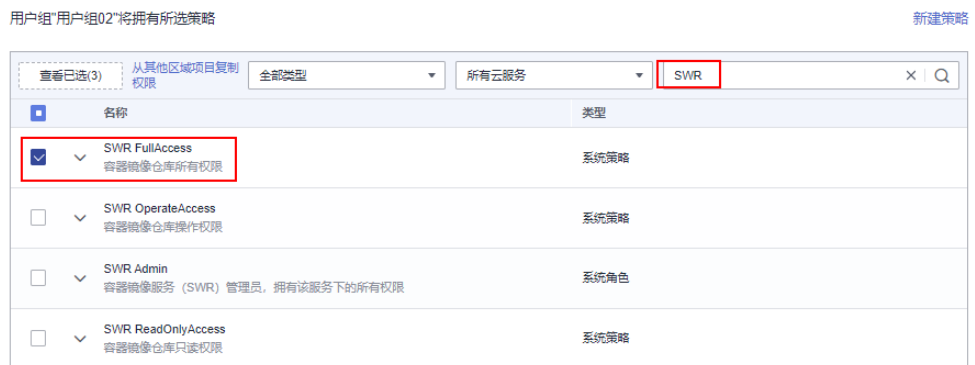 用户组"用户组02"将拥有所选策略
新建策略
查看已选(3)
从其他区域项目复制
权限
全部类型
所有云服务
SWR
名称
类型
SWR FullAccess
容器镜像仓库所有权限
系统策略
SWR OperateAccess
容器镜像仓库操作权限
系统策略
SWR Admin
容器镜像服务（SWR）管理员，拥有该服务下的所有权限
系统角色
SWR ReadOnlyAccess
容器镜像仓库只读权限
系统策略